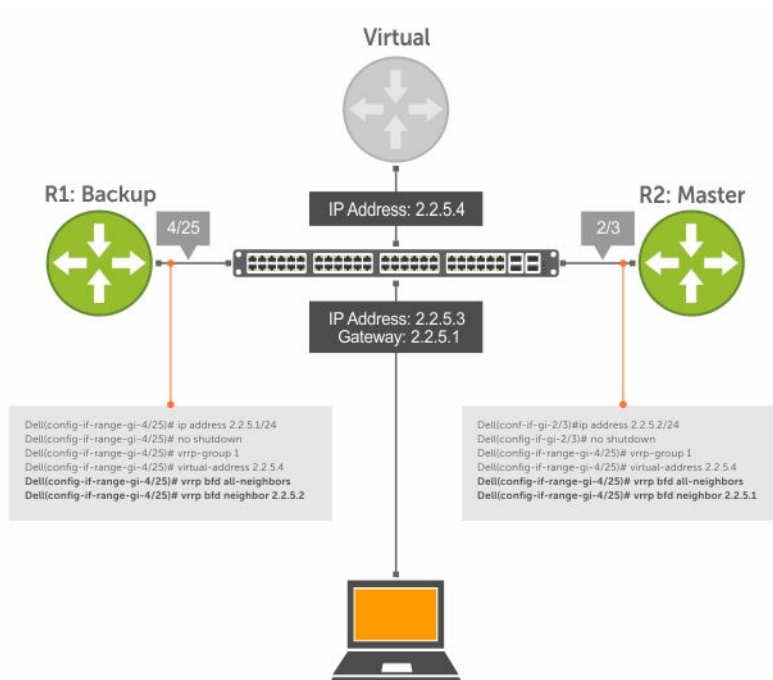 Virtual
R1: Backup
R2: Master
4/25
IP Address: 2.2.5.4
2/3
IP Address: 2.2.5.3
Gateway: 2.2.5.1
Dell(config-if-range-gi-4/25)# ip address 2.2.5.1/24
Dell(config-if-range-gi-4/25)# no shutdown
Dell(config-if-range-gi-4/25)# vrrp-group 1
Dell(config-if-range-gi-4/25)# virtual-address 2.2.5.4
Dell(config-if-range-gi-4/25)# vrrp bfd all-neighbors
Dell(config-if-range-gi-4/25)# vrrp bfd neighbor 2.2.5.2
Dell(conf-if-gi-2/3)#ip address 2.2.5.2/24
Dell(config-if-gi-2/3)# no shutdown
Dell(config-if-range-gi-4/25)# vrrp-group 1
Dell(config-if-range-gi-4/25)# virtual-address 2.2.5.4
Dell(config-if-range-gi-4/25)# vrrp bfd all-neighbors
Dell(config-if-range-gi-4/25)# vrrp bfd neighbor 2.2.5.1